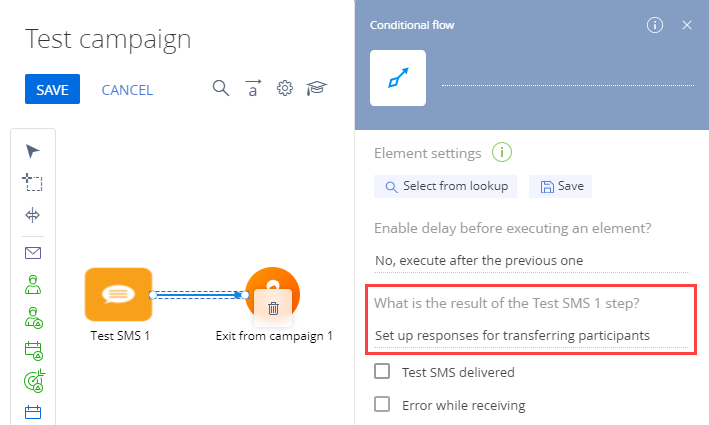 Test campaign
SAVE
CANCEL
a
Test SMS 1
Exit from campaign 1
Conditional flow
Element settings
Select from lookup
Save
Enable delay before executing an element?
No, execute after the previous one
What is the result of the Test SMS 1 step?
Set up responses for transferring participants
Test SMS delivered
Error while receiving